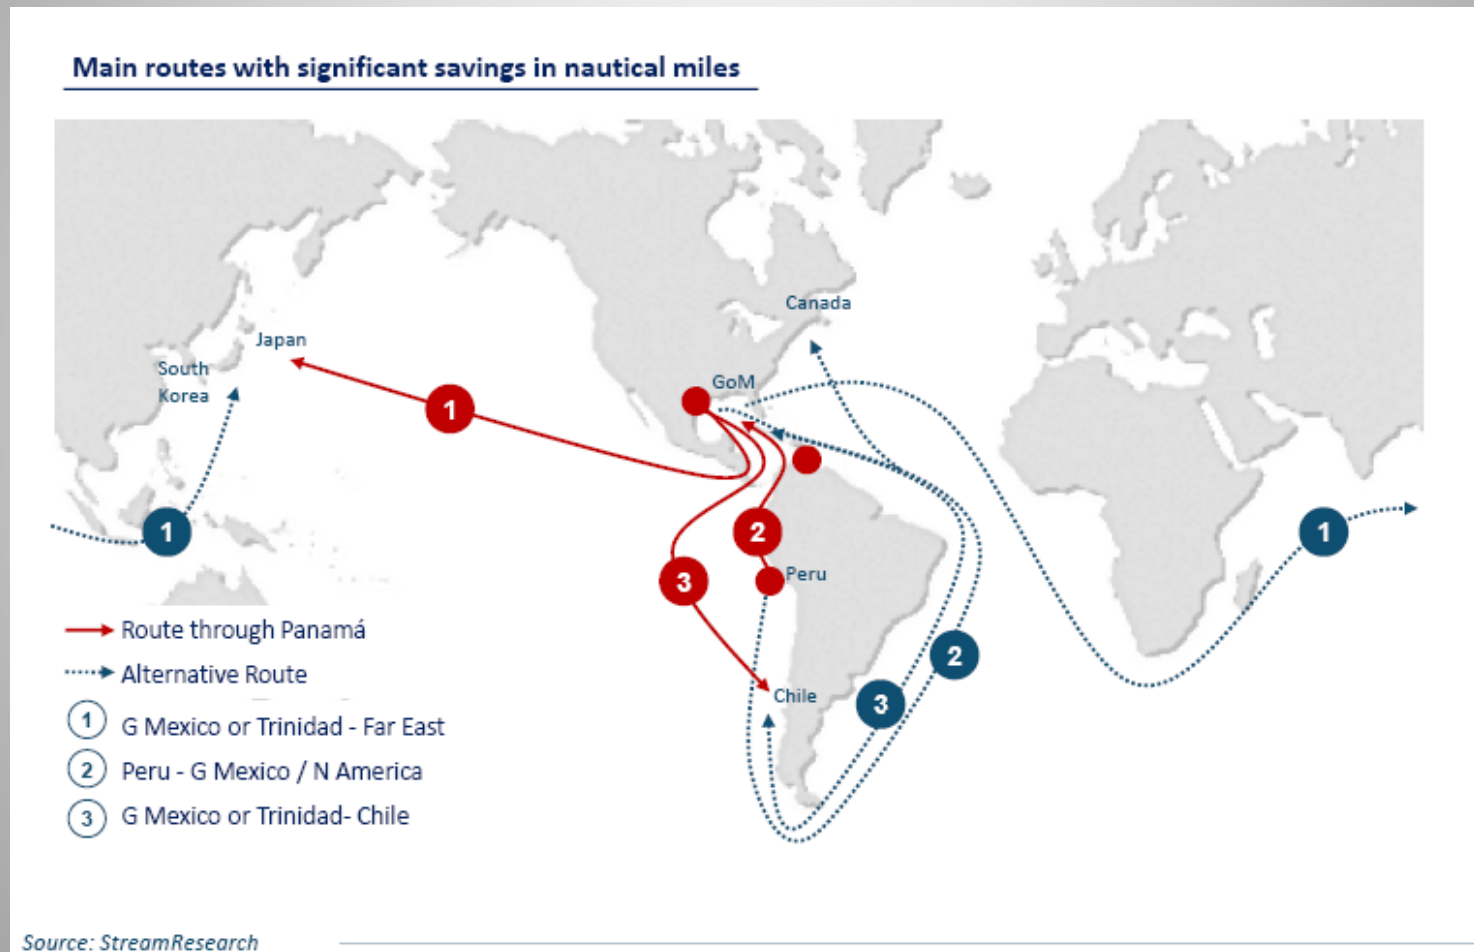 Main routes with significant savings in nautical miles
Canada
Japan
South
Korea
GoM
1
1
1
2
Peru
3
2
3
Chile
Route through Panamá
Alternative Route
1 G Mexico or Trinidad - Far East
2 Peru - G Mexico / N America
3 G Mexico or Trinidad- Chile
Source: StreamResearch